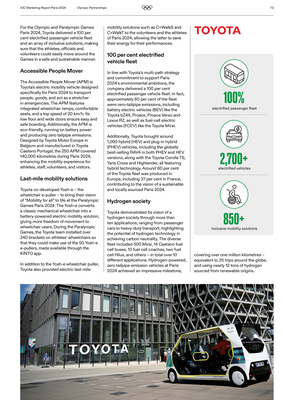 IOC Marketing Report Paris 2024
Olympic Partnerships
For the Olympic and Paralympic Games
Paris 2024, Toyota delivered a 100 per
cent electrified passenger vehicle fleet
and an array of inclusive mobility solutions, making
sure that the athletes, officials and
volunteers could easily move around the
Games in a safe and sustainable manner.
Accessible People Mover
The Accessible People Mover (APM) is
Toyota's electric mobility vehicle designed
specifically for Paris 2024 to transport
people, goods, and act as a stretcher
in emergencies. The APM features
integrated wheelchair ramps, comfortable
seats, and a top speed of 20 km/h. Its
low floor and wide doors ensure easy and
safe boarding. Additionally, the APM is
eco-friendly, running on battery power
and producing zero tailpipe emissions.
Designed by Toyota Motor Europe in
Belgium and manufactured in Toyota
Caetano Portugal, the 250 APM covered
140,000 kilometres during Paris 2024,
enhancing the mobility experience for
athletes, staff, volunteers, and visitors.
Last-mile mobility solutions
Toyota co-developed Yosh-e – the
wheelchair e-puller – to bring their vision
of "Mobility for all" to life at the Paralympic
Games Paris 2024. The Yosh-e converts
a classic mechanical wheelchair into a
battery-powered electric mobility solution,
giving more freedom of movement to
wheelchair users. During the Paralympic
Games, the Toyota team installed over
240 brackets on athletes' wheelchairs so
that they could make use of the 50 Yosh-e
e-pullers, made available through the
KINTO app.
In addition to the Yosh-e wheelchair puller,
Toyota also provided electric last-mile
mobility solutions such as C+WalkS and
C+WalkT to the volunteers and the athletes
of Paris 2024, allowing the latter to save
their energy for their performances.
100 per cent electrified
vehicle fleet
In line with Toyota's multi-path strategy
and commitment to support Paris
2024's environmental ambitions, the
company delivered a 100 per cent
electrified passenger vehicle fleet. In fact,
approximately 60 per cent of the fleet
were zero-tailpipe emissions, including
battery electric vehicles (BEV) like the
Toyota bZ4X, Proace, Proace Verso and
Lexus RZ, as well as fuel-cell electric
vehicles (FCEV) like the Toyota Mirai.
Additionally, Toyota brought around
1,000 hybrid (HEV) and plug-in hybrid
(PHEV) vehicles, including the globally
best-selling RAV4 in both PHEV and HEV
versions, along with the Toyota Corolla TS,
Yaris Cross and Highlander, all featuring
hybrid technology. Around 60 per cent
of the Toyota fleet was produced in
Europe, including 37 per cent in France,
contributing to the vision of a sustainable
and locally sourced Paris 2024.
Hydrogen society
Toyota demonstrated its vision of a
hydrogen society through more than
ten applications, ranging from passenger
cars to heavy-duty transport, highlighting
the potential of hydrogen technology in
achieving carbon neutrality. The diverse
fleet included 500 Mirai, 14 Caetano fuel
cell buses, 10 fuel cell coaches, two fuel
cell Hilux, and others – in total over 10
different applications. Hydrogen-powered,
zero tailpipe emission vehicles at Paris
2024 achieved an impressive milestone,
TOYOTA
100%
electrified passenger fleet
2,700+
electrified vehicles
850+
inclusive mobility solutions
covering over one million kilometres –
equivalent to 25 trips around the globe,
and using nearly 12 tons of hydrogen
sourced from renewable origins.
TOYOTA